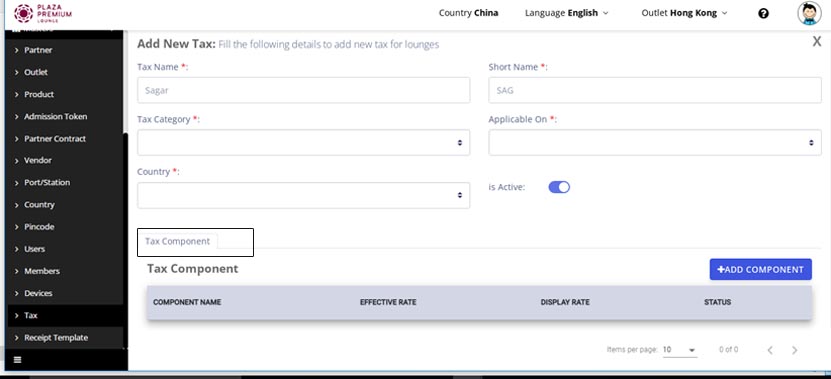 PLAZA
PREMIUM
LOUNGE
Country China
Language English
Outlet Hong Kong
?
Partner
Outlet
Product
Admission Token
Partner Contract
Vendor
Port/Station
Country
Pincode
Users
Members
Devices
Tax
Receipt Template
Add New Tax: Fill the following details to add new tax for lounges
X
Tax Name *:
Short Name *:
Sagar
SAG
Tax Category *:
Applicable On *:
Country *:
is Active:
Tax Component
Tax Component
+ADD COMPONENT
COMPONENT NAME
EFFECTIVE RATE
DISPLAY RATE
STATUS
Items per page: 10
0 of 0